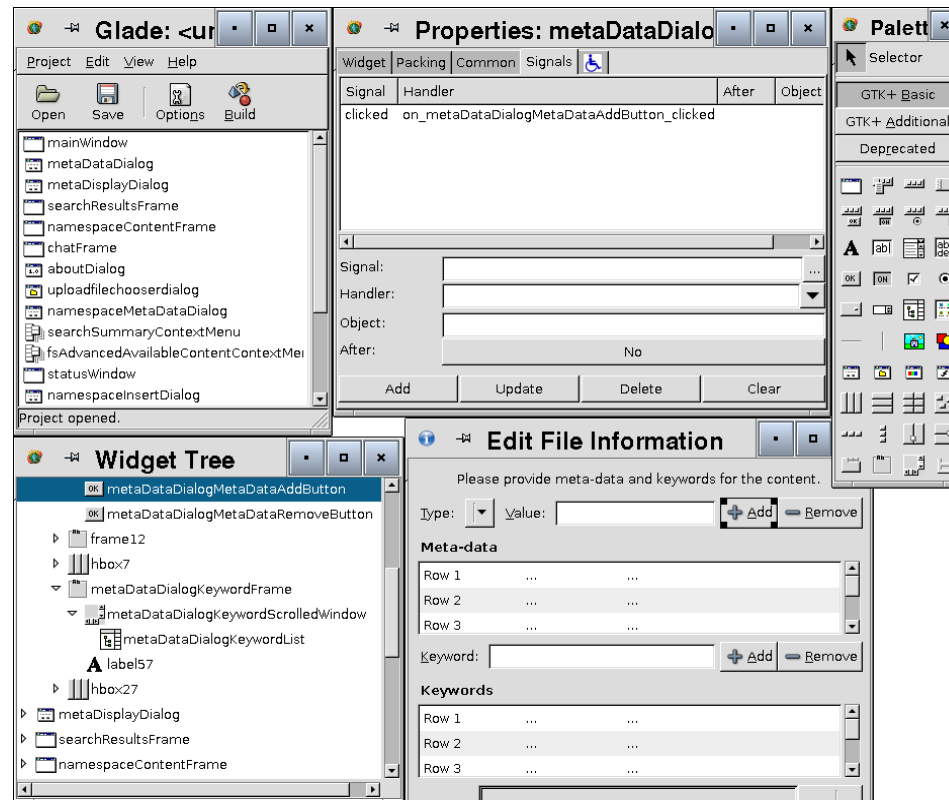 Glade: <ur
Project Edit View Help
Open Save Options Build
mainWindow
metaDataDialog
metaDisplayDialog
searchResultsFrame
namespaceContentFrame
chatFrame
aboutDialog
uploadfilechooserdialog
namespaceMetaDataDialog
searchSummaryContextMenu
fsAdvancedAvailableContentContextMe
statusWindow
namespaceInsertDialog
Project opened.
Properties: metaDataDialo
Widget Packing Common Signals
Signal Handler After Object
clicked on_metaDataDialogMetaDataAddButton_clicked
Signal: ...
Handler:
Object:
After: No
Add Update Delete Clear
Palett
Selector
GTK+ Basic
GTK+ Additional
Deprecated
Widget Tree
OK metaDataDialogMetaDataAddButton
OK metaDataDialogMetaDataRemoveButton
frame12
hbox7
metaDataDialogKeywordFrame
metaDataDialogKeywordScrolledWindow
metaDataDialogKeywordList
A label57
hbox27
metaDisplayDialog
searchResultsFrame
namespaceContentFrame
Edit File Information
Please provide meta-data and keywords for the content.
Type: Value: Add Remove
Meta-data
Row 1 ... ...
Row 2 ... ...
Row 3 ... ...
Keyword: Add Remove
Keywords
Row 1 ... ...
Row 2 ... ...
Row 3 ... ...